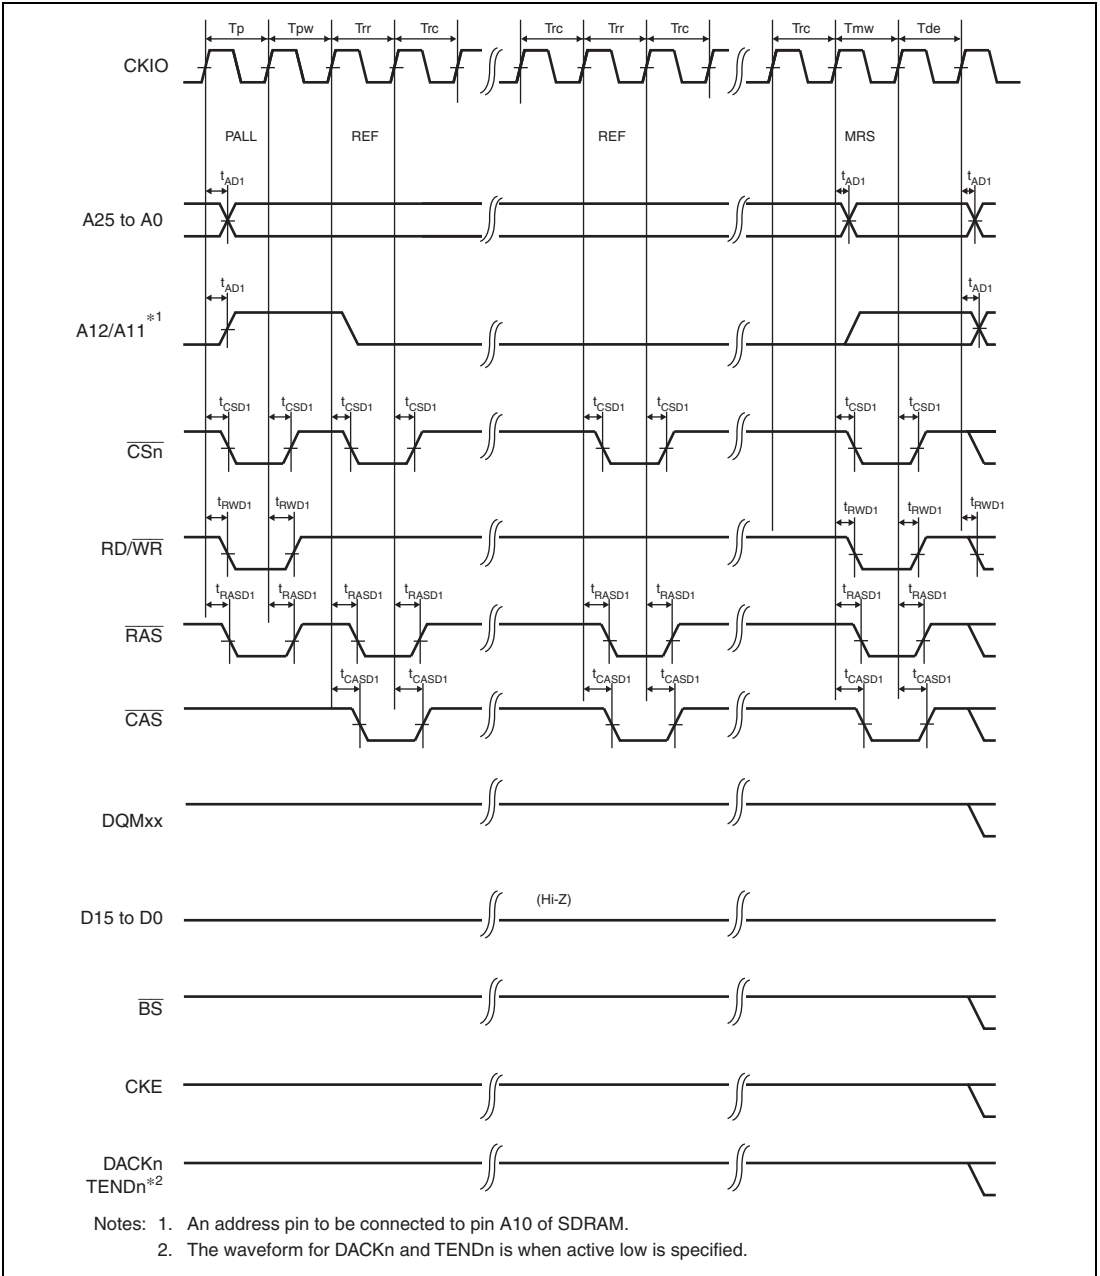 Tp Tpw Trr Trc Trc Trr Trc Trc Tmw Tde
CKIO
PALL REF REF MRS
tAD1 tAD1 tAD1
A25 to A0
tAD1 tAD1
A12/A11*1
tCSD1 tCSD1 tCSD1 tCSD1 tCSD1 tCSD1 tCSD1 tCSD1
CSn
tRWD1 tRWD1 tRWD1 tRWD1 tRWD1
RD/WR
tRASD1 tRASD1 tRASD1 tRASD1 tRASD1 tRASD1 tRASD1 tRASD1
RAS
tCASD1 tCASD1 tCASD1 tCASD1 tCASD1 tCASD1
CAS
DQMxx
(Hi-Z)
D15 to D0
BS
CKE
DACKn
TENDn*2
Notes: 1. An address pin to be connected to pin A10 of SDRAM.
2. The waveform for DACKn and TENDn is when active low is specified.